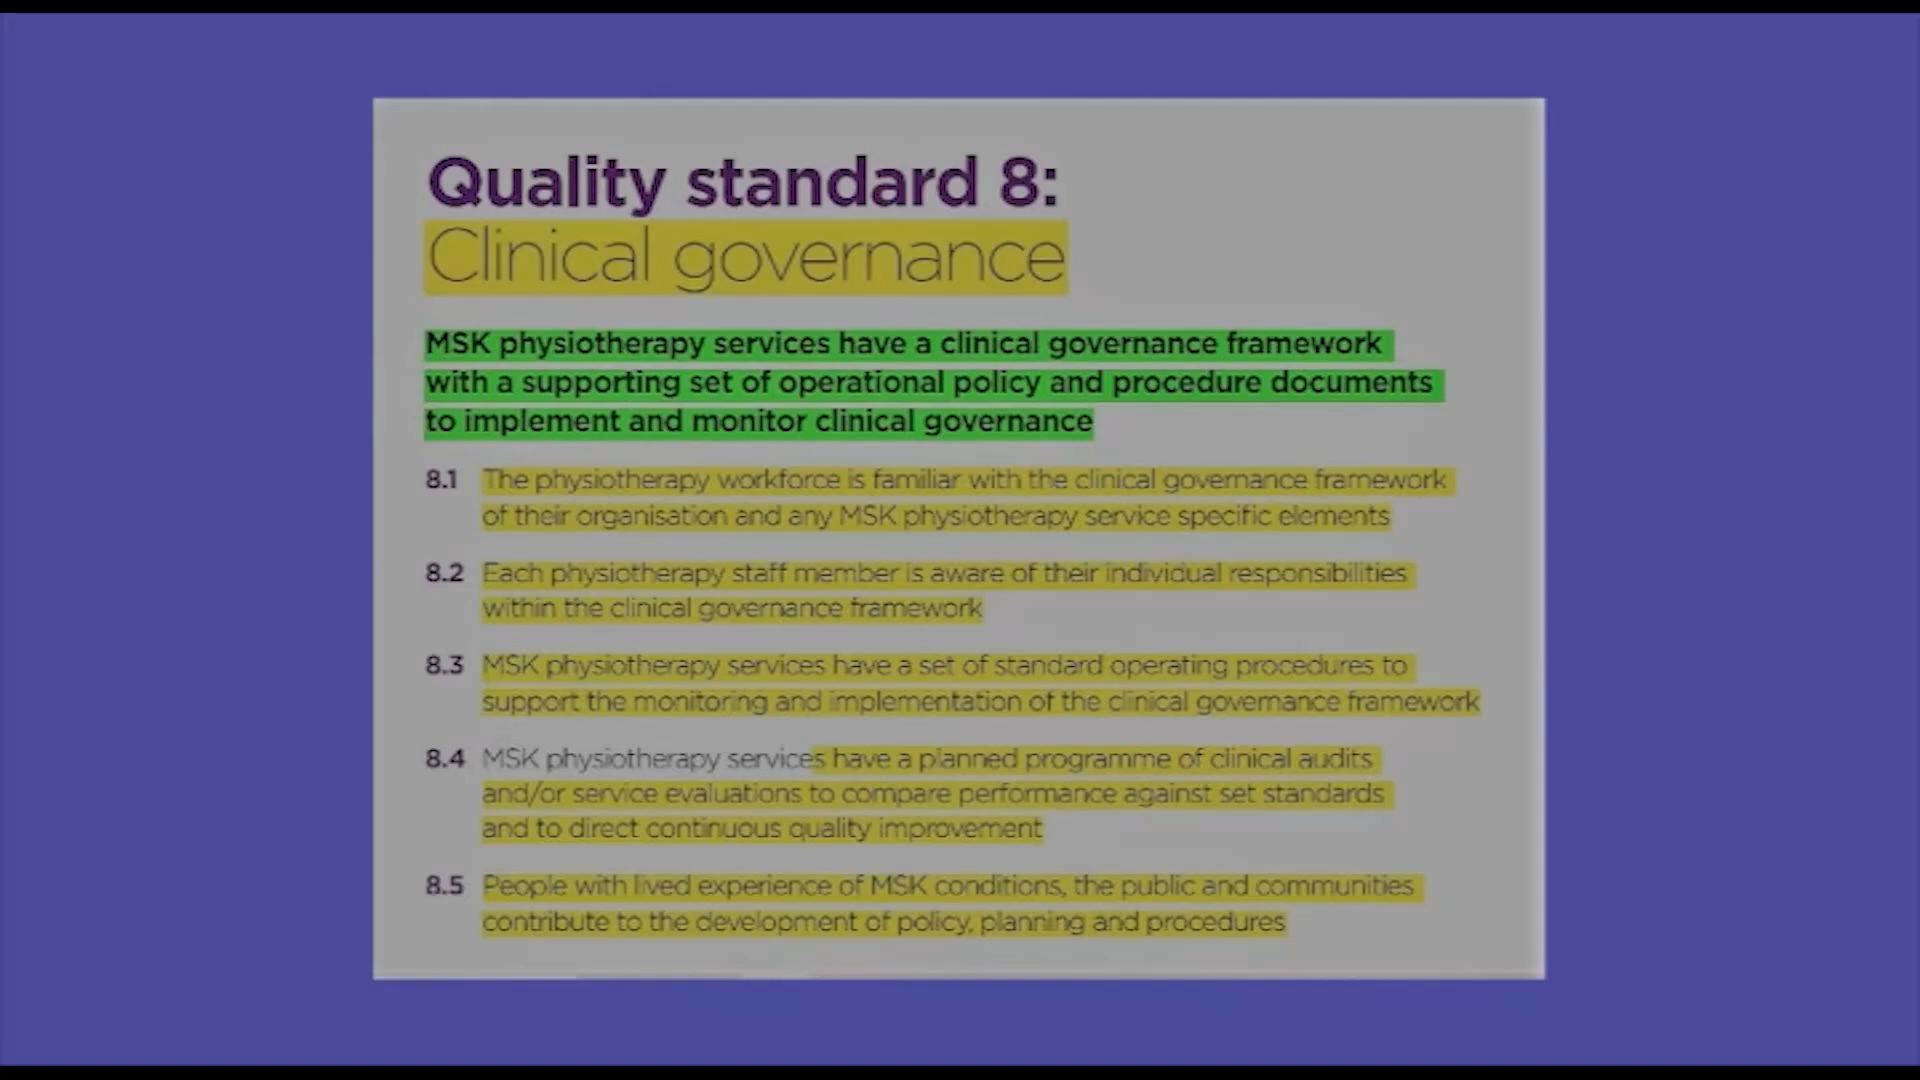 Quality standard 8:
Clinical governance
MSK physiotherapy services have a clinical governance framework
with a supporting set of operational policy and procedure documents
to implement and monitor clinical governance
8.1 The physiotherapy workforce is familiar with the clinical governance framework
of their organisation and any MSK physiotherapy service specific elements
8.2 Each physiotherapy staff member is aware of their individual responsibilities
within the clinical governance framework
8.3 MSK physiotherapy services have a set of standard operating procedures to
support the monitoring and implementation of the clinical governance framework
8.4 MSK physiotherapy services have a planned programme of clinical audits
and/or service evaluations to compare performance against set standards
and to direct continuous quality improvement
8.5 People with lived experience of MSK conditions, the public and communities
contribute to the development of policy, planning and procedures